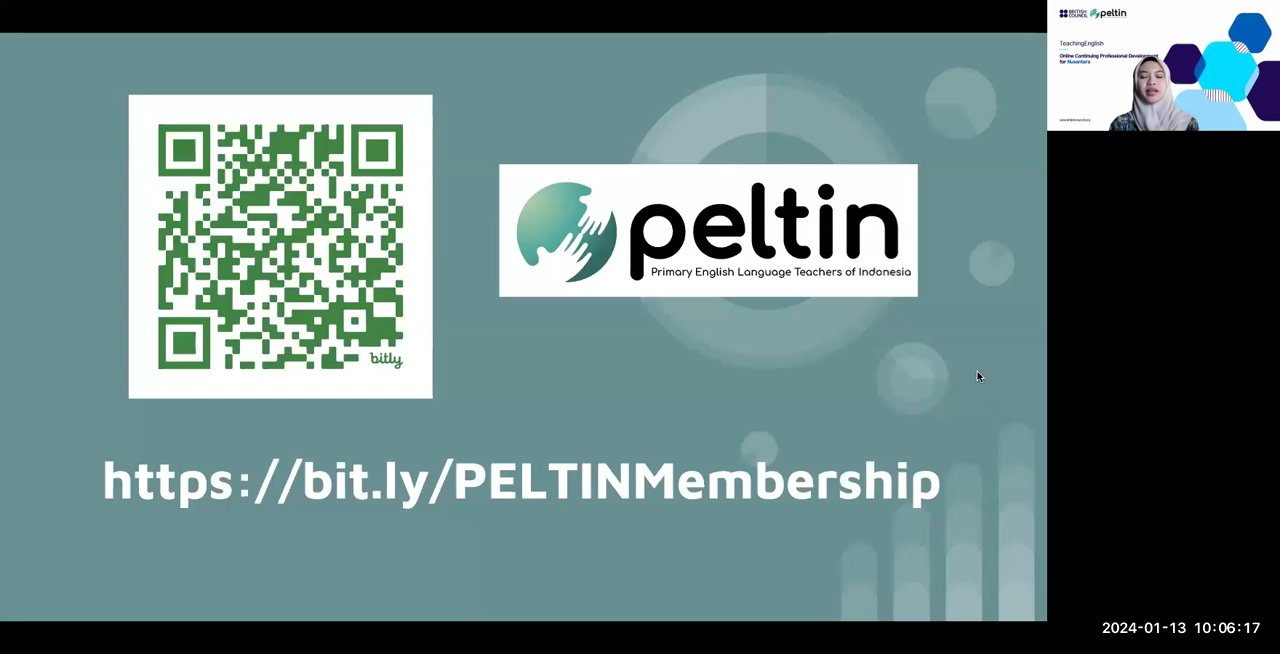 bitly
peltin
Primary English Language Teachers of Indonesia
https://bit.ly/PELTINMembership
BRITISH COUNCIL
peltin
TeachingEnglish
Online Continuing Professional Development
for Nusantara
2024-01-13 10:06:17